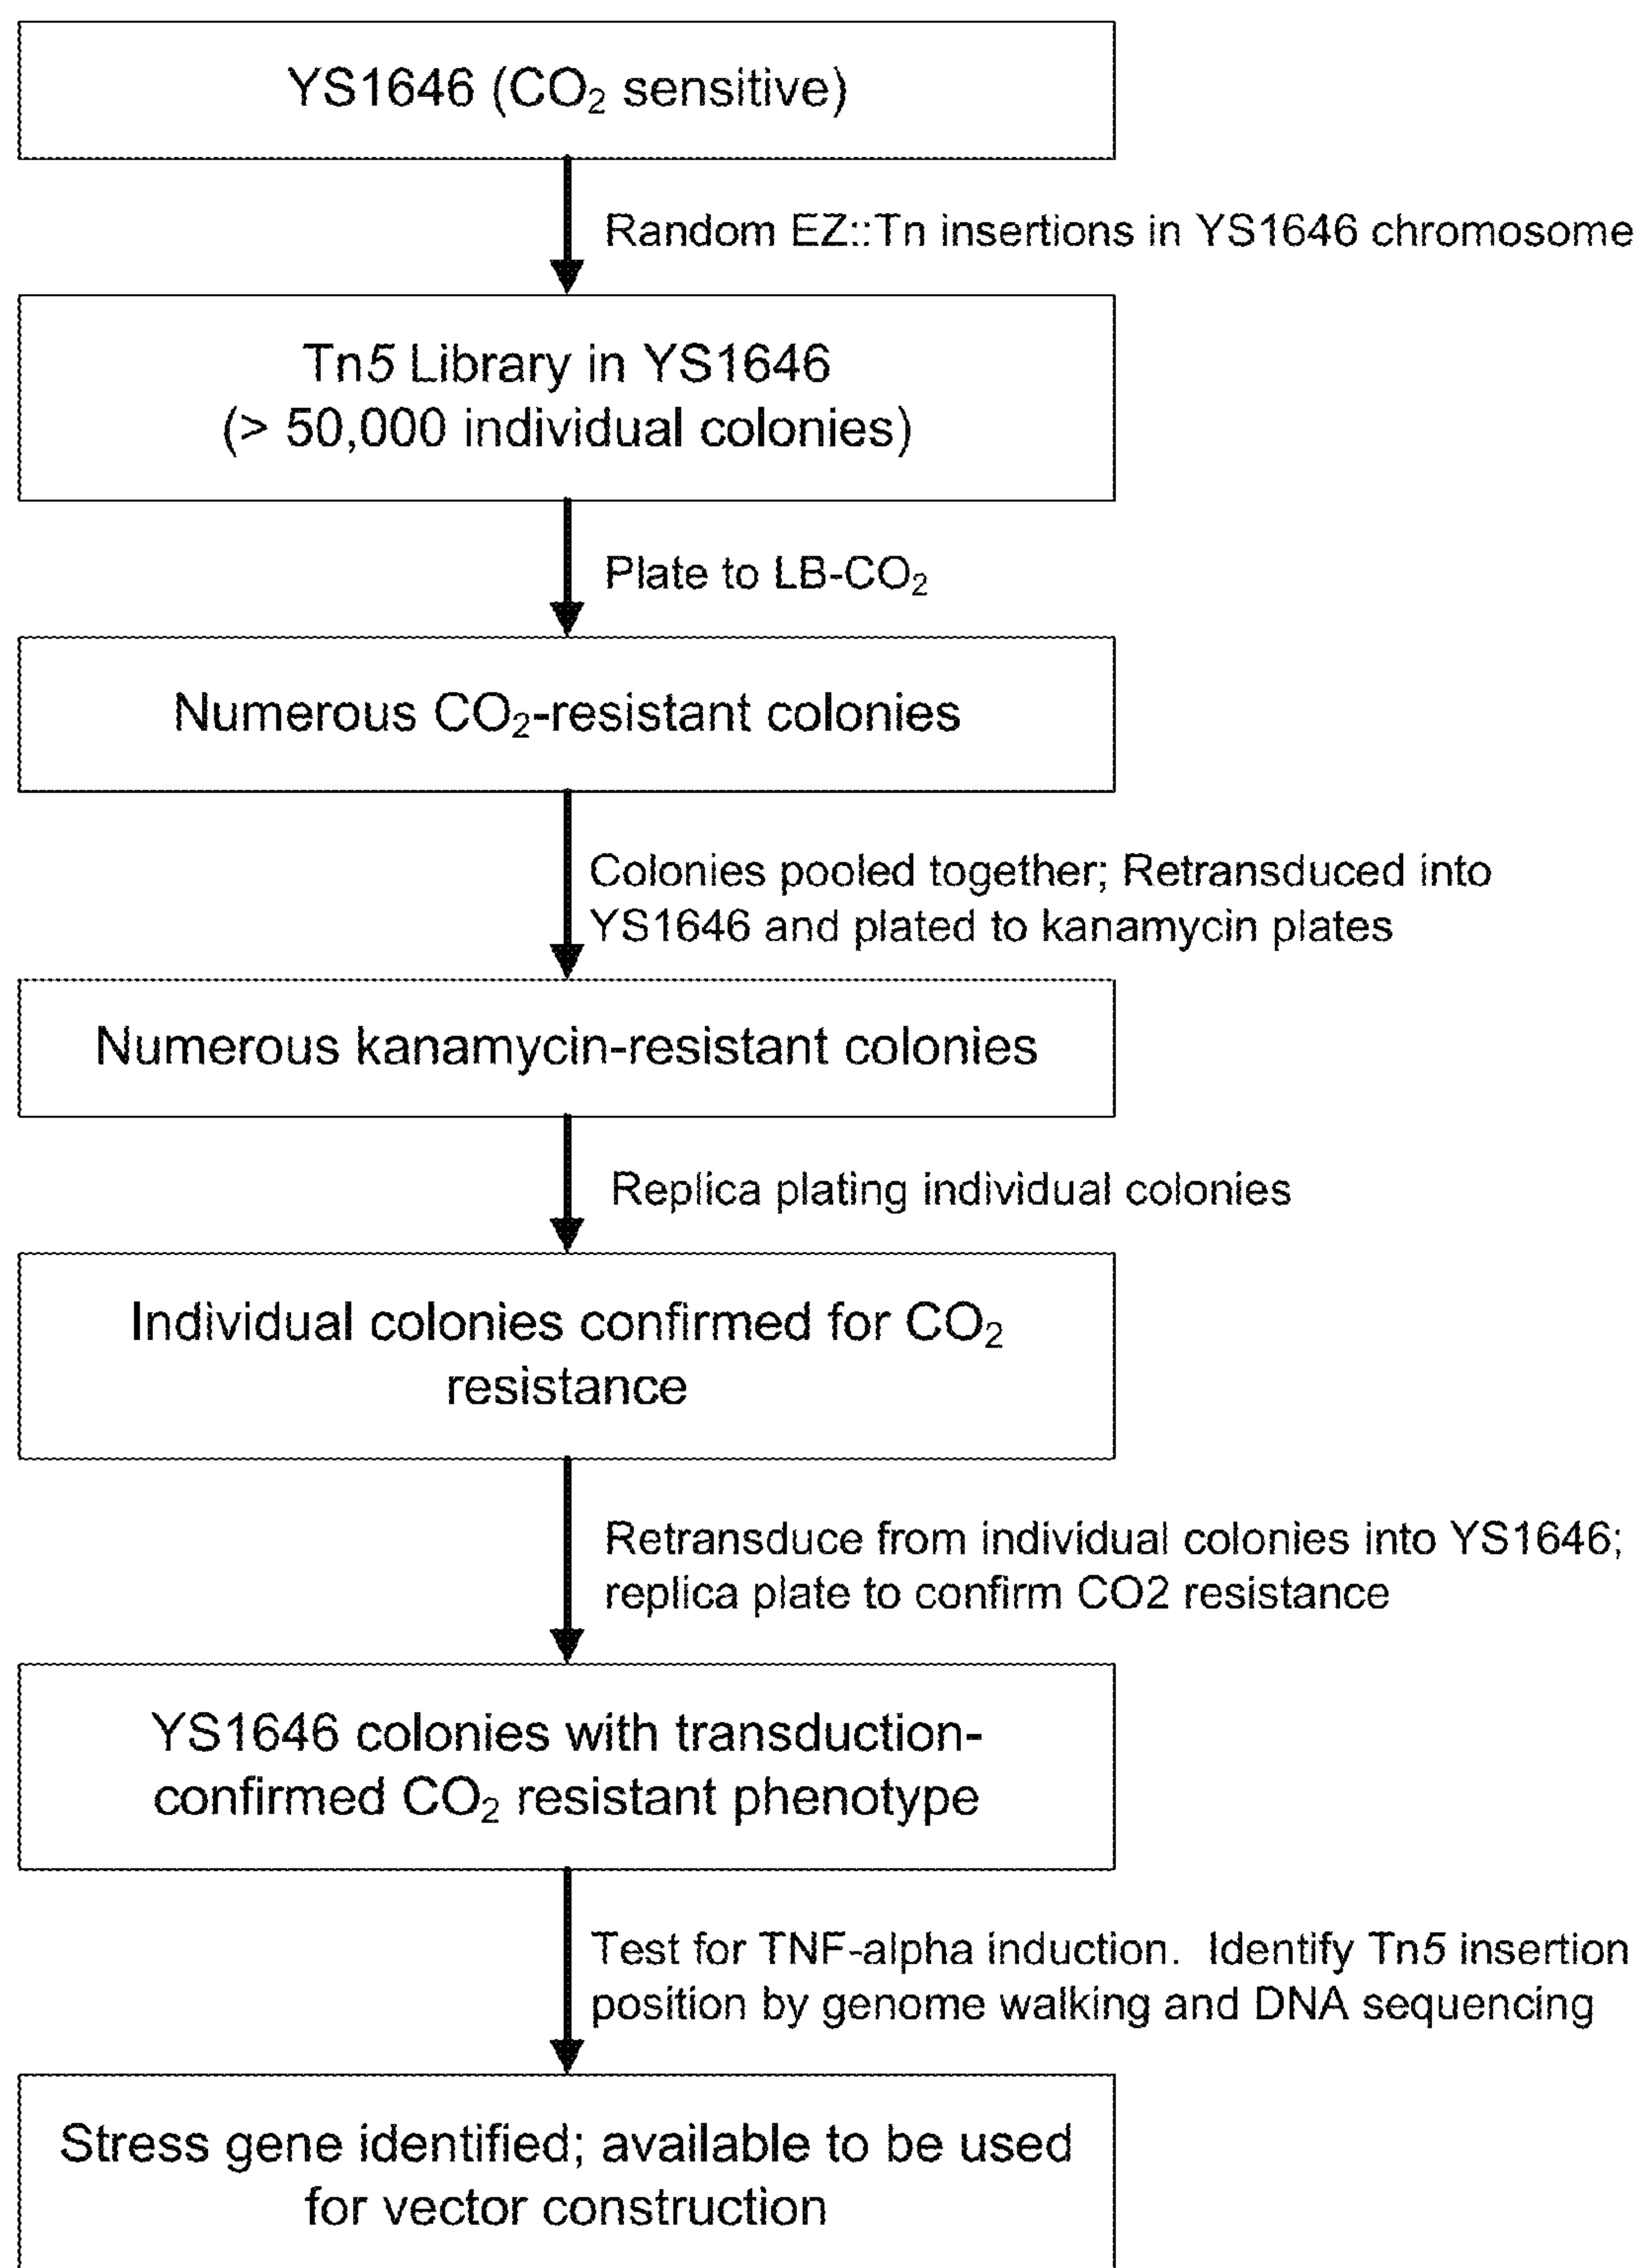 YS1646 (CO₂ sensitive)
Random EZ::Tn insertions in YS1646 chromosome
Tn5 Library in YS1646
(> 50,000 individual colonies)
Plate to LB-CO₂
Numerous CO₂-resistant colonies
Colonies pooled together; Retransduced into
YS1646 and plated to kanamycin plates
Numerous kanamycin-resistant colonies
Replica plating individual colonies
Individual colonies confirmed for CO₂
resistance
Retransduce from individual colonies into YS1646;
replica plate to confirm CO2 resistance
YS1646 colonies with transduction-
confirmed CO₂ resistant phenotype
Test for TNF-alpha induction. Identify Tn5 insertion
position by genome walking and DNA sequencing
Stress gene identified; available to be used
for vector construction